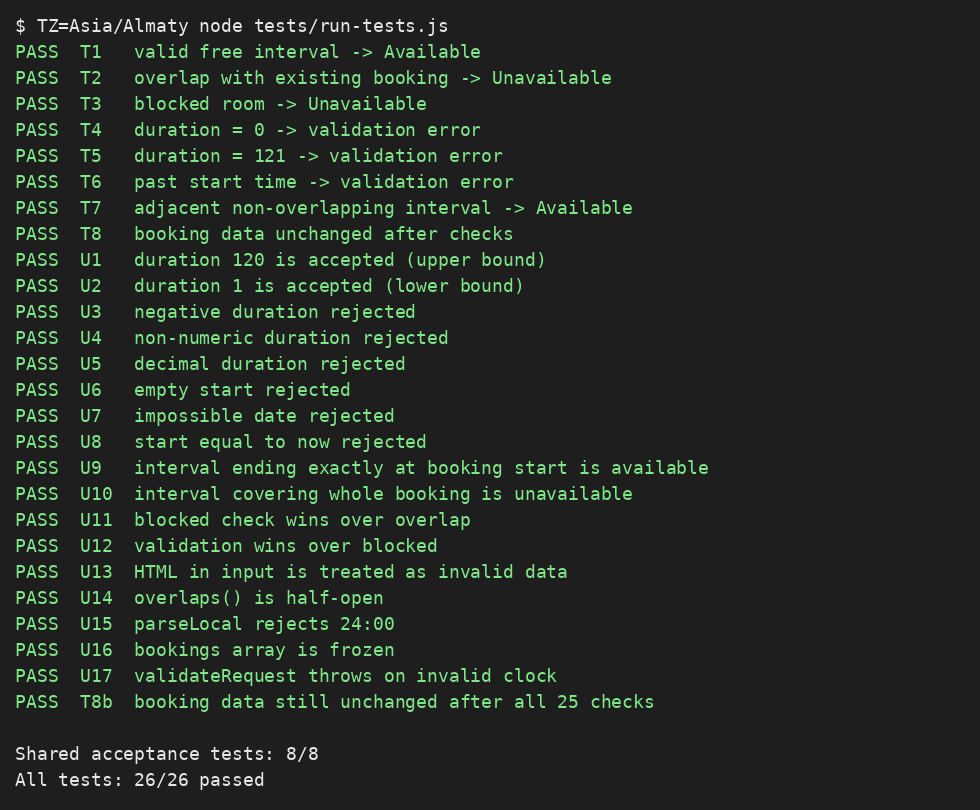 $ TZ=Asia/Almaty node tests/run-tests.js
PASS  T1   valid free interval -> Available
PASS  T2   overlap with existing booking -> Unavailable
PASS  T3   blocked room -> Unavailable
PASS  T4   duration = 0 -> validation error
PASS  T5   duration = 121 -> validation error
PASS  T6   past start time -> validation error
PASS  T7   adjacent non-overlapping interval -> Available
PASS  T8   booking data unchanged after checks
PASS  U1   duration 120 is accepted (upper bound)
PASS  U2   duration 1 is accepted (lower bound)
PASS  U3   negative duration rejected
PASS  U4   non-numeric duration rejected
PASS  U5   decimal duration rejected
PASS  U6   empty start rejected
PASS  U7   impossible date rejected
PASS  U8   start equal to now rejected
PASS  U9   interval ending exactly at booking start is available
PASS  U10  interval covering whole booking is unavailable
PASS  U11  blocked check wins over overlap
PASS  U12  validation wins over blocked
PASS  U13  HTML in input is treated as invalid data
PASS  U14  overlaps() is half-open
PASS  U15  parseLocal rejects 24:00
PASS  U16  bookings array is frozen
PASS  U17  validateRequest throws on invalid clock
PASS  T8b  booking data still unchanged after all 25 checks
Shared acceptance tests: 8/8
All tests: 26/26 passed